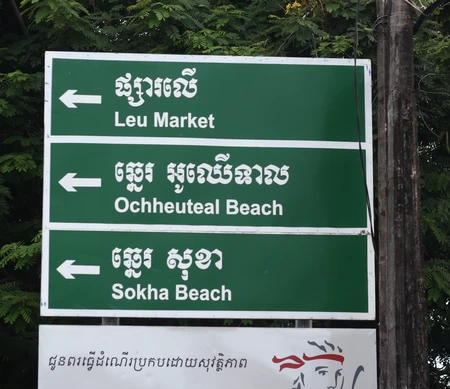 ផ្សារលើ
Leu Market
ឆ្នេរ អូឈើទាល
Ochheuteal Beach
ឆ្នេរ សុខា
Sokha Beach
ជូនពរធ្វើដំណើរប្រកបដោយសុវត្ថិភាព